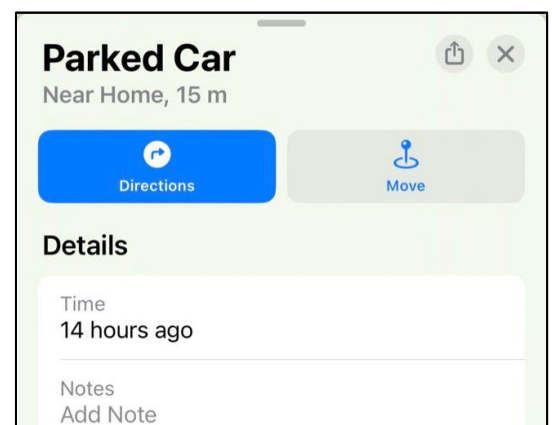 Parked Car
Near Home, 15 m
Directions
Move
Details
Time
14 hours ago
Notes
Add Note